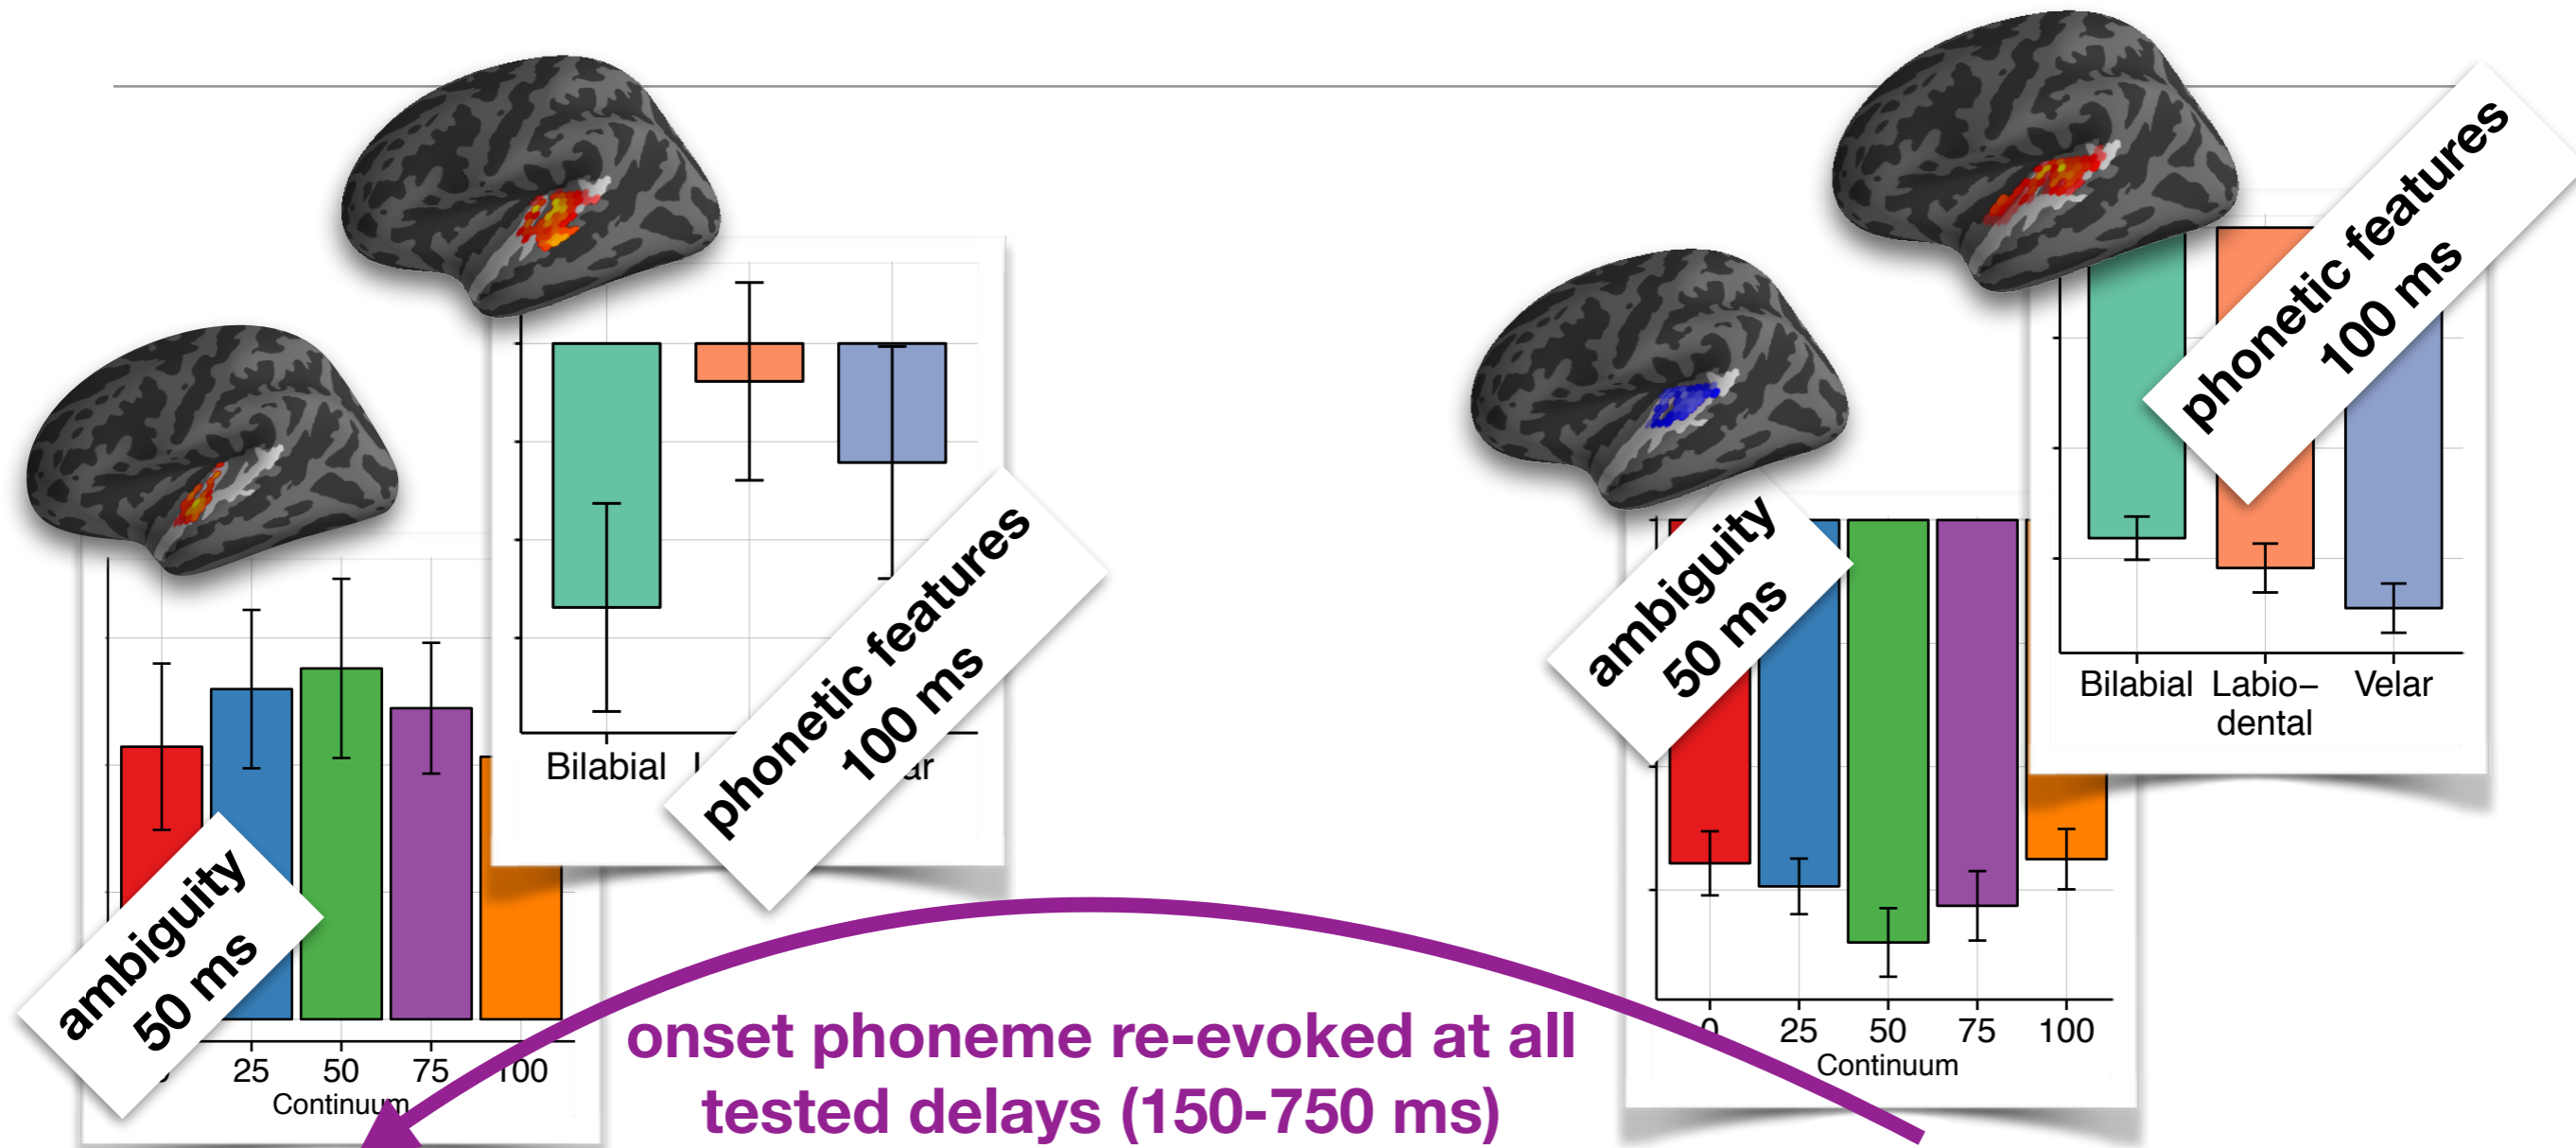 phonetic features
100 ms
Bilabial
ambiguity
50 ms
25 50 75 100
Continuum
phonetic features
100 ms
Bilabial Labio– Velar
dental
ambiguity
50 ms
0 25 50 75 100
Continuum
onset phoneme re-evoked at all
tested delays (150-750 ms)